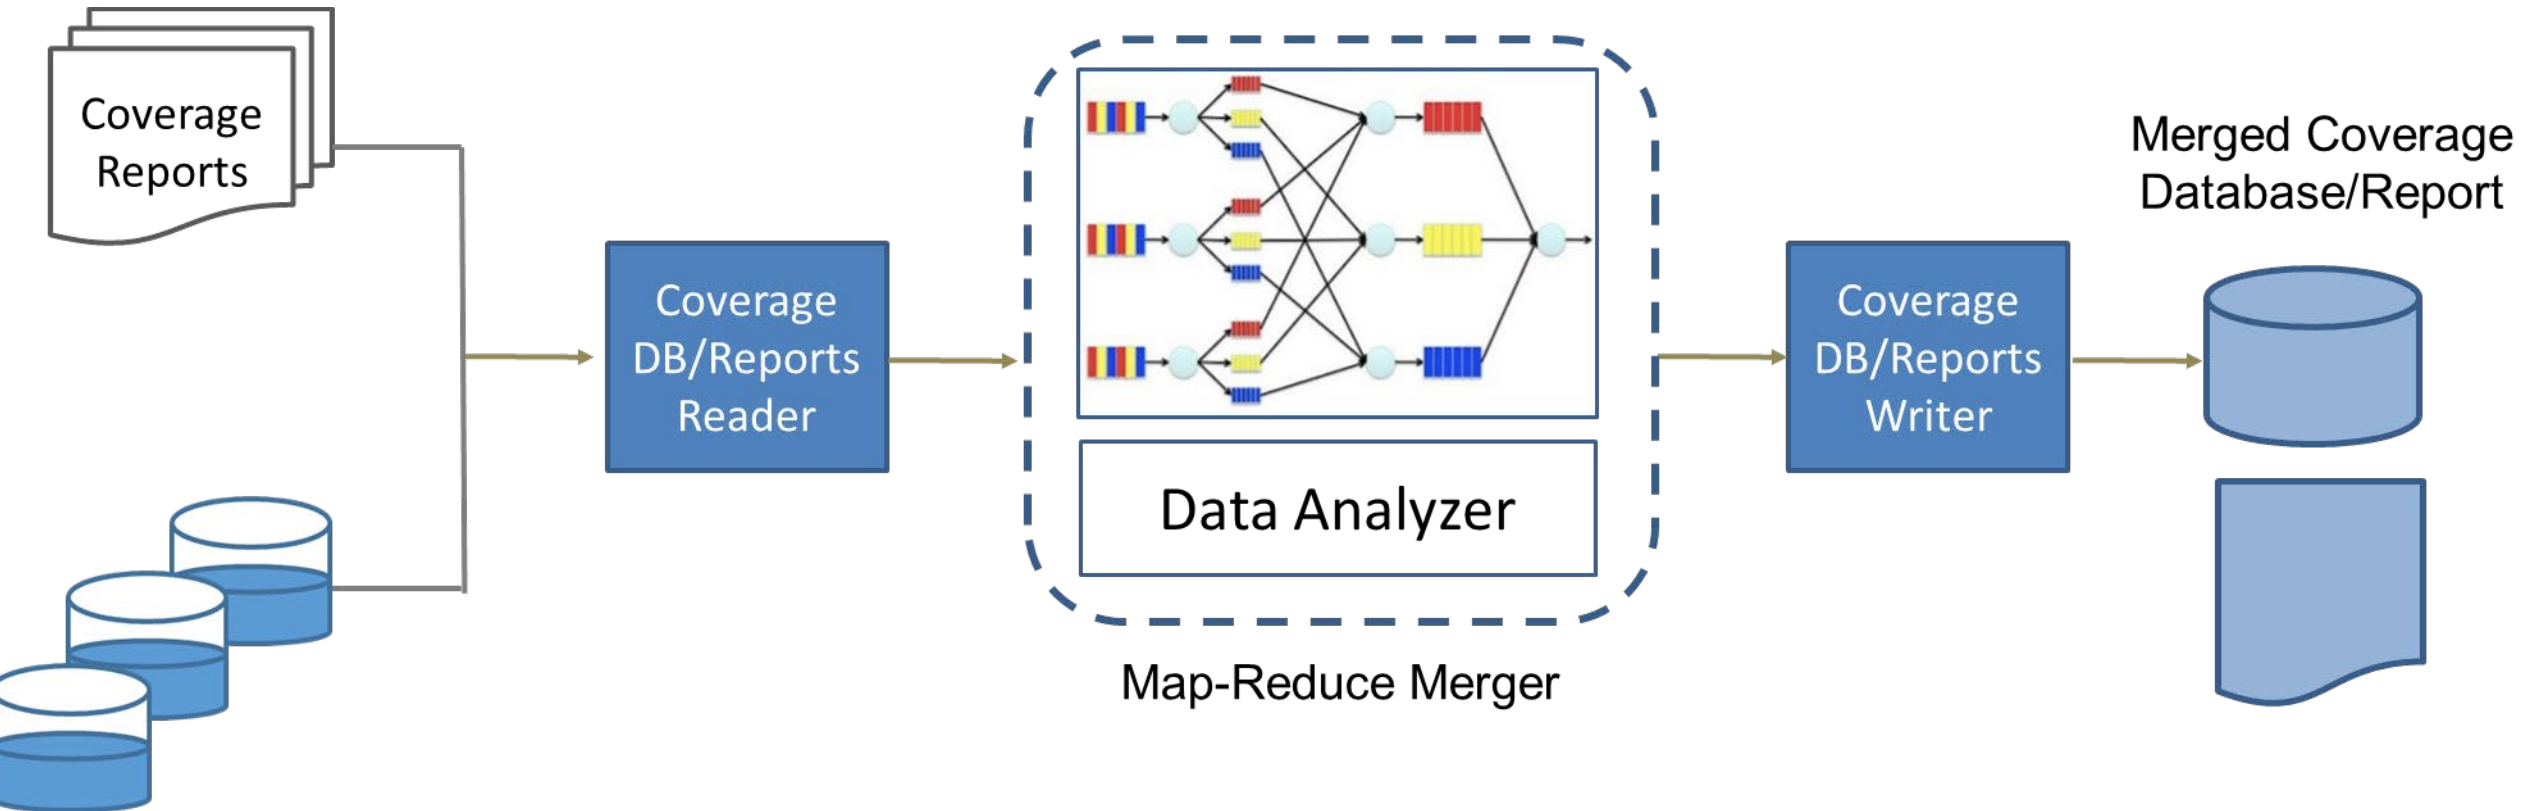 Coverage
Reports
Coverage
DB/Reports
Reader
Data Analyzer
Map-Reduce Merger
Coverage
DB/Reports
Writer
Merged Coverage
Database/Report